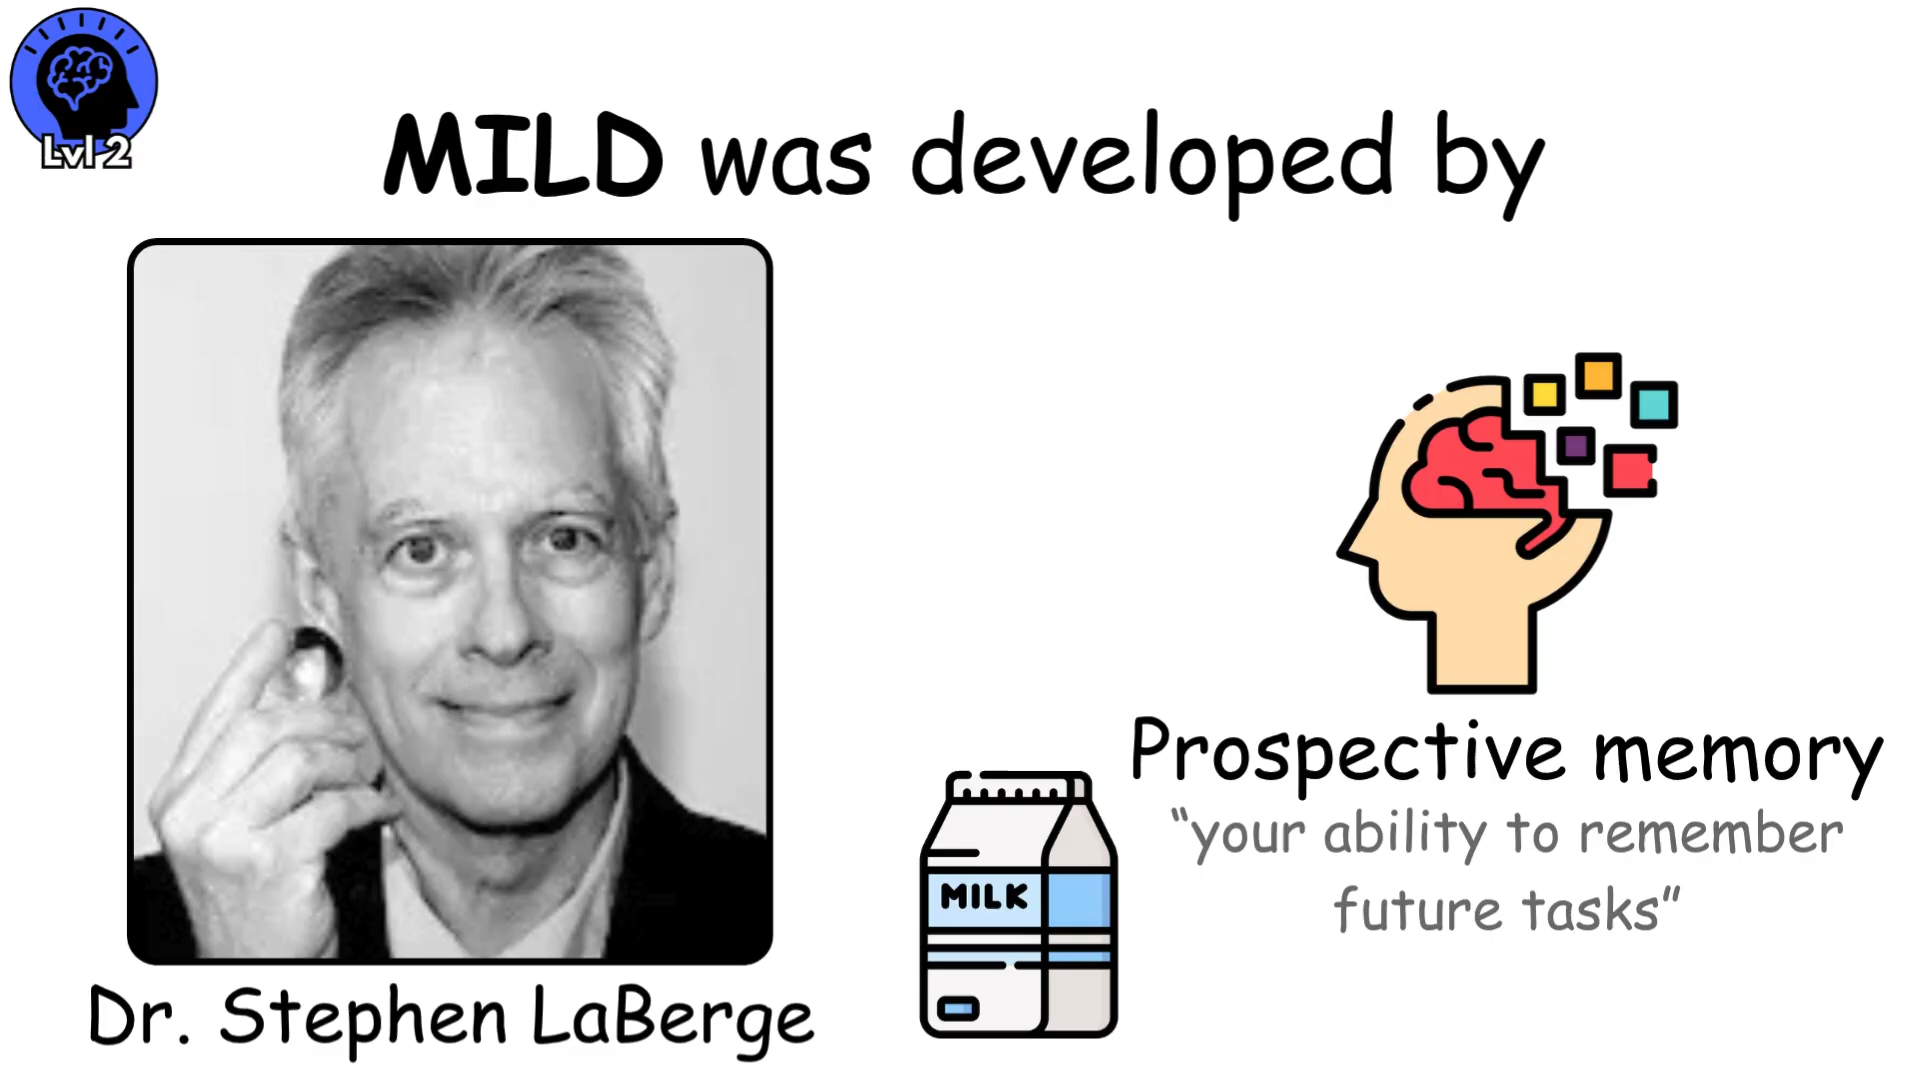 Lvl 2
MILD was developed by
Prospective memory
“your ability to remember
future tasks”
MILK
Dr. Stephen LaBerge